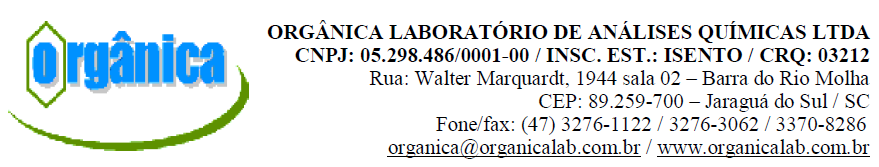 orgânica
ORGÂNICA LABORATÓRIO DE ANÁLISES QUÍMICAS LTDA
CNPJ: 05.298.486/0001-00 / INSC. EST.: ISENTO / CRQ: 03212
Rua: Walter Marquardt, 1944 sala 02 – Barra do Rio Molha
CEP: 89.259-700 – Jaraguá do Sul / SC
Fone/fax: (47) 3276-1122 / 3276-3062 / 3370-8286
organica@organicalab.com.br / www.organicalab.com.br